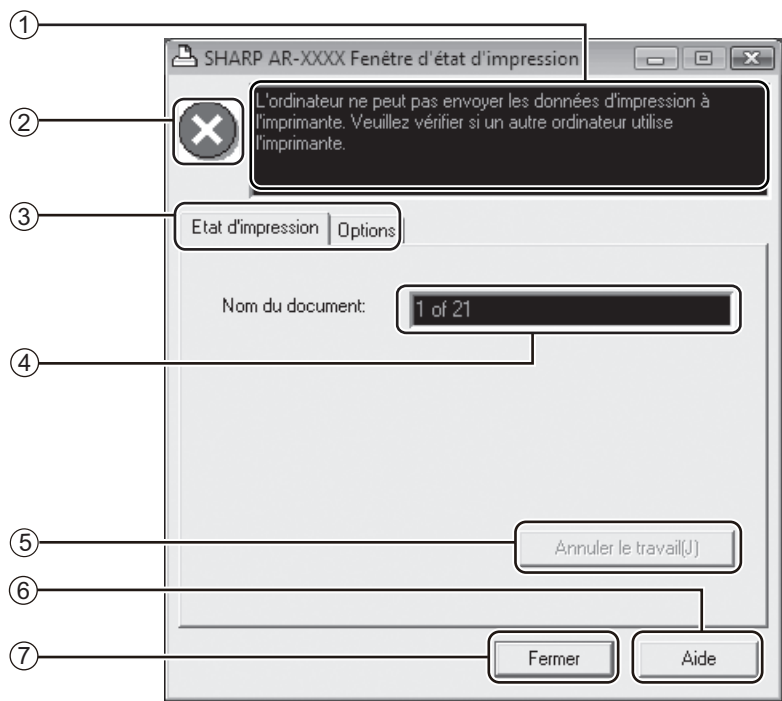 ①
SHARP AR-XXXX Fenêtre d'état d'impression
②
L'ordinateur ne peut pas envoyer les données d'impression à
l'imprimante. Veuillez vérifier si un autre ordinateur utilise
l'imprimante.
③
Etat d'impression Options
Nom du document: 1 of 21
④
⑤
Annuler le travail(J)
⑥
⑦
Fermer Aide